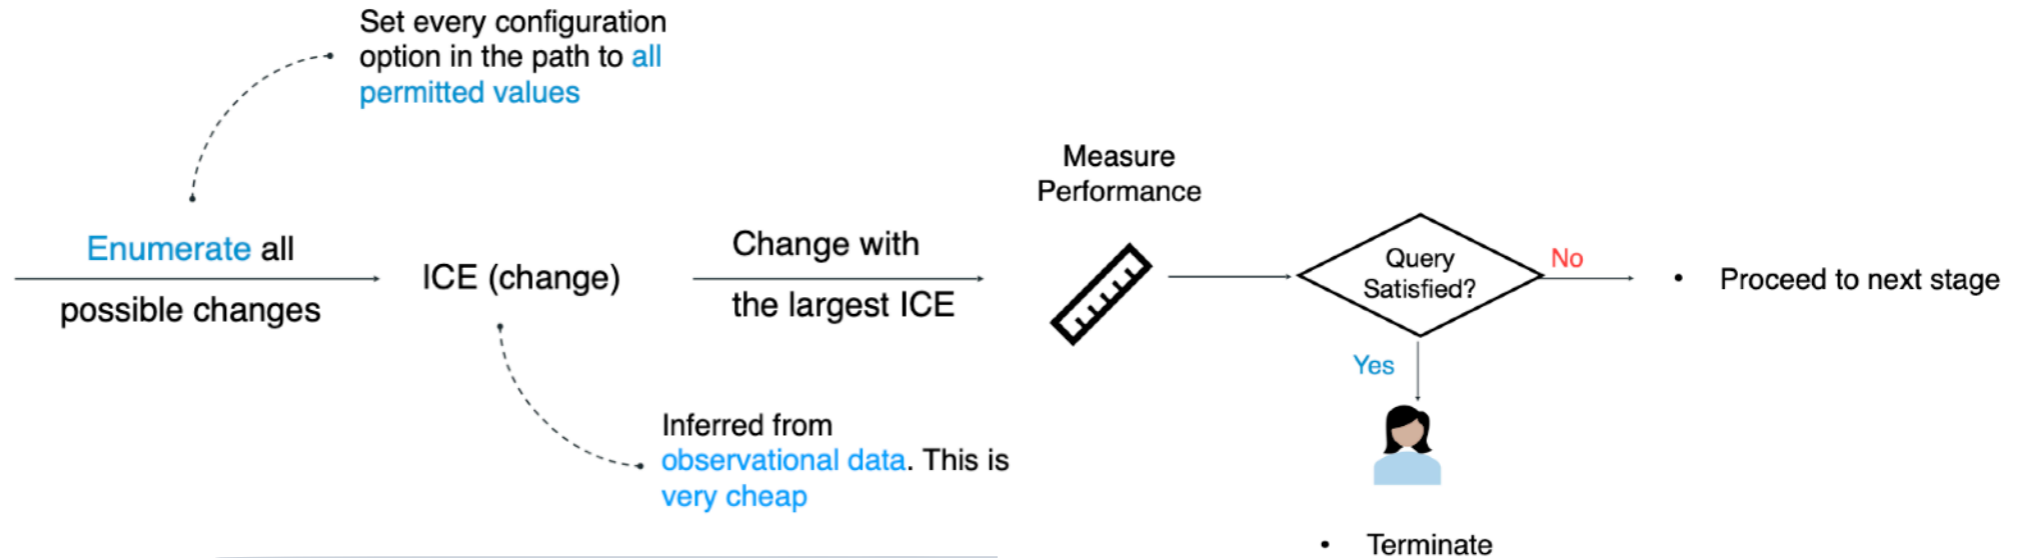 Set every configuration
option in the path to all
permitted values
Enumerate all
possible changes
ICE (change)
Inferred from
observational data. This is
very cheap
Change with
the largest ICE
Measure
Performance
Query
Satisfied?
No
• Proceed to next stage
Yes
• Terminate